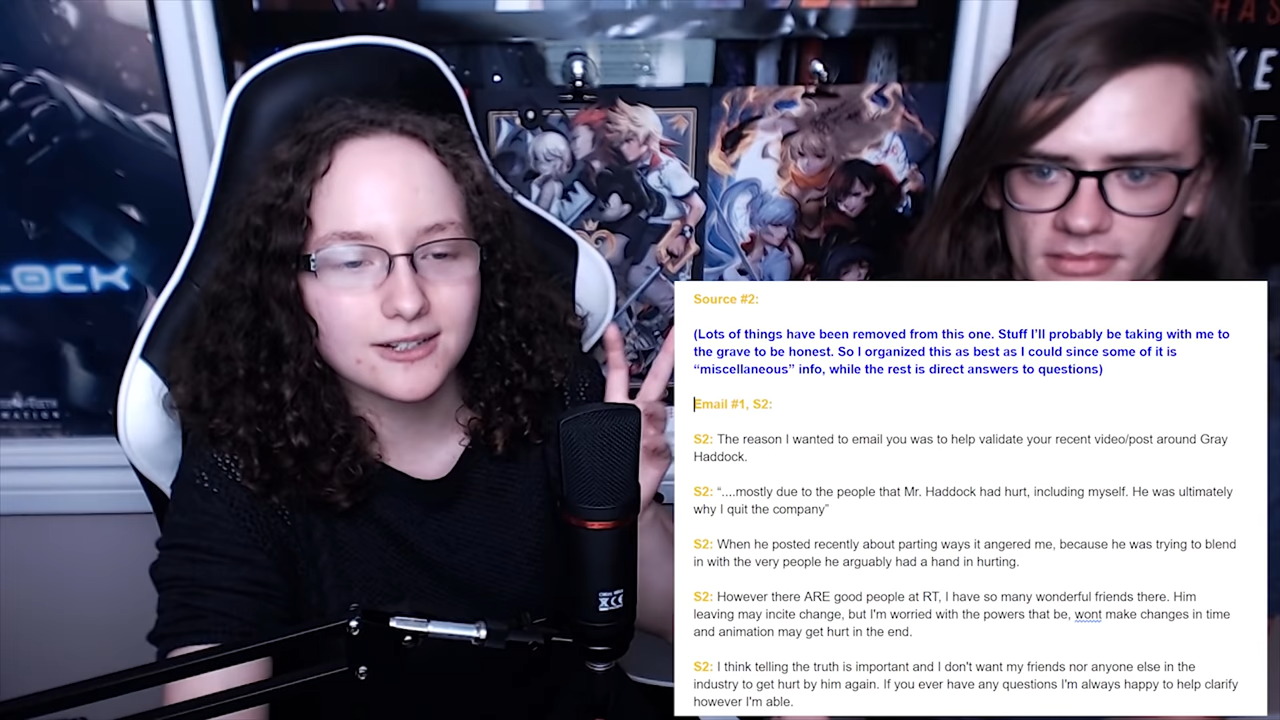 LOCK
HAS
KE
F
Source #2:
(Lots of things have been removed from this one. Stuff I'll probably be taking with me to
the grave to be honest. So I organized this as best as I could since some of it is
“miscellaneous” info, while the rest is direct answers to questions)
Email #1, S2:
S2: The reason I wanted to email you was to help validate your recent video/post around Gray
Haddock.
S2: “....mostly due to the people that Mr. Haddock had hurt, including myself. He was ultimately
why I quit the company”
S2: When he posted recently about parting ways it angered me, because he was trying to blend
in with the very people he arguably had a hand in hurting.
S2: However there ARE good people at RT, I have so many wonderful friends there. Him
leaving may incite change, but I'm worried with the powers that be, wont make changes in time
and animation may get hurt in the end.
S2: I think telling the truth is important and I don't want my friends nor anyone else in the
industry to get hurt by him again. If you ever have any questions I'm always happy to help clarify
however I'm able.